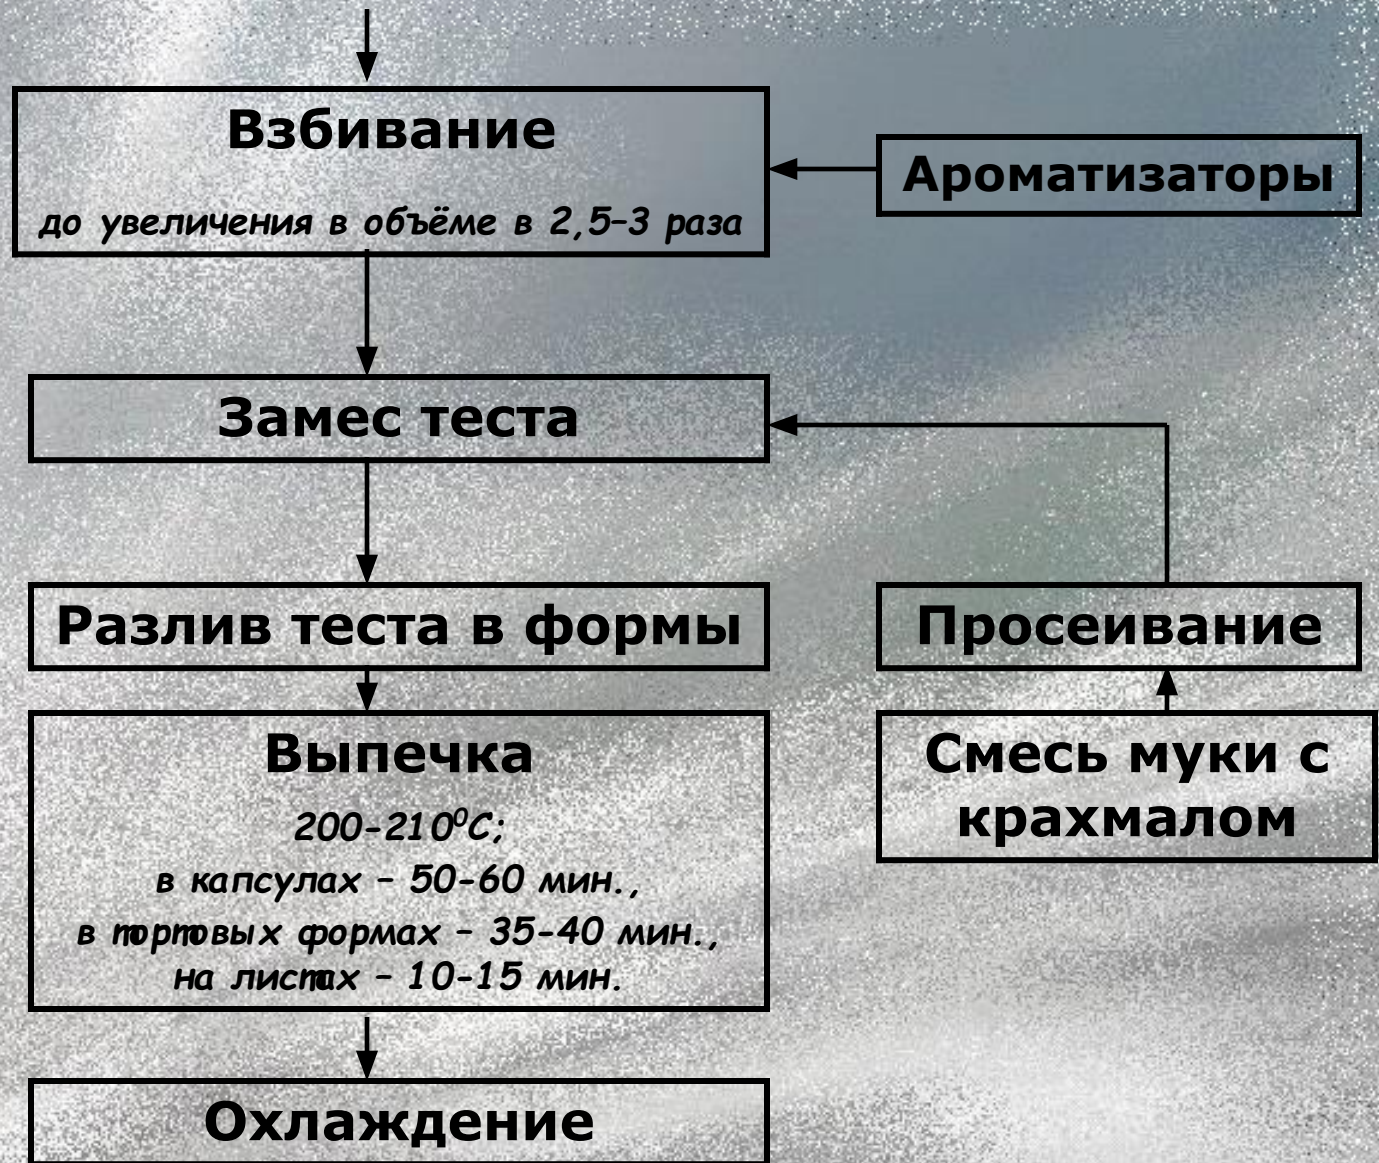 Взбивание
до увеличения в объёме в 2,5–3 раза
Ароматизаторы
Замес теста
Разлив теста в формы
Просеивание
Выпечка
200-210⁰С;
в капсулах – 50-60 мин.,
в тортовых формах – 35-40 мин.,
на листах – 10-15 мин.
Смесь муки с
крахмалом
Охлаждение